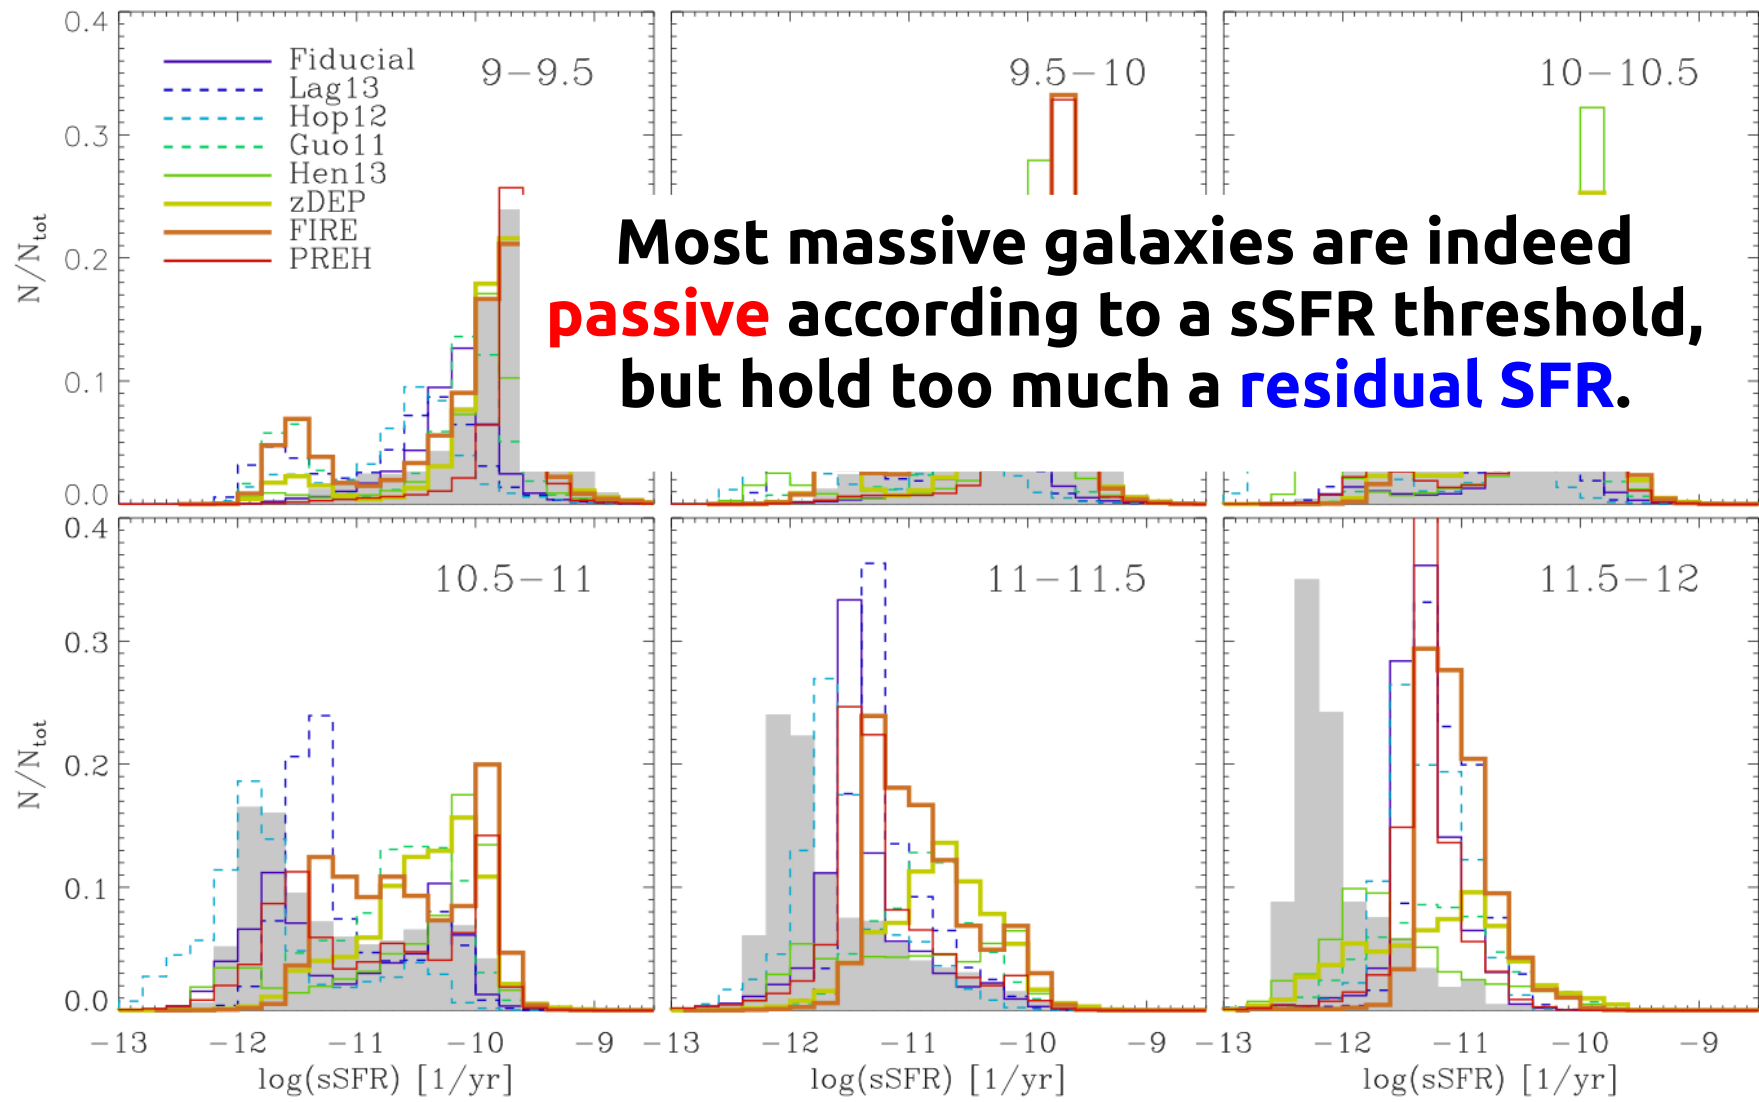 0.4
0.3
0.2
0.1
0.0
N/N_tot
Fiducial
Lag13
Hop12
Guo11
Hen13
zDEP
FIRE
PREH
9−9.5
9.5−10
10−10.5
Most massive galaxies are indeed
passive according to a sSFR threshold,
but hold too much a residual SFR.
0.4
0.3
0.2
0.1
0.0
N/N_tot
10.5−11
11−11.5
11.5−12
−13 −12 −11 −10 −9
−13 −12 −11 −10 −9
−13 −12 −11 −10 −9
log(sSFR) [1/yr]
log(sSFR) [1/yr]
log(sSFR) [1/yr]